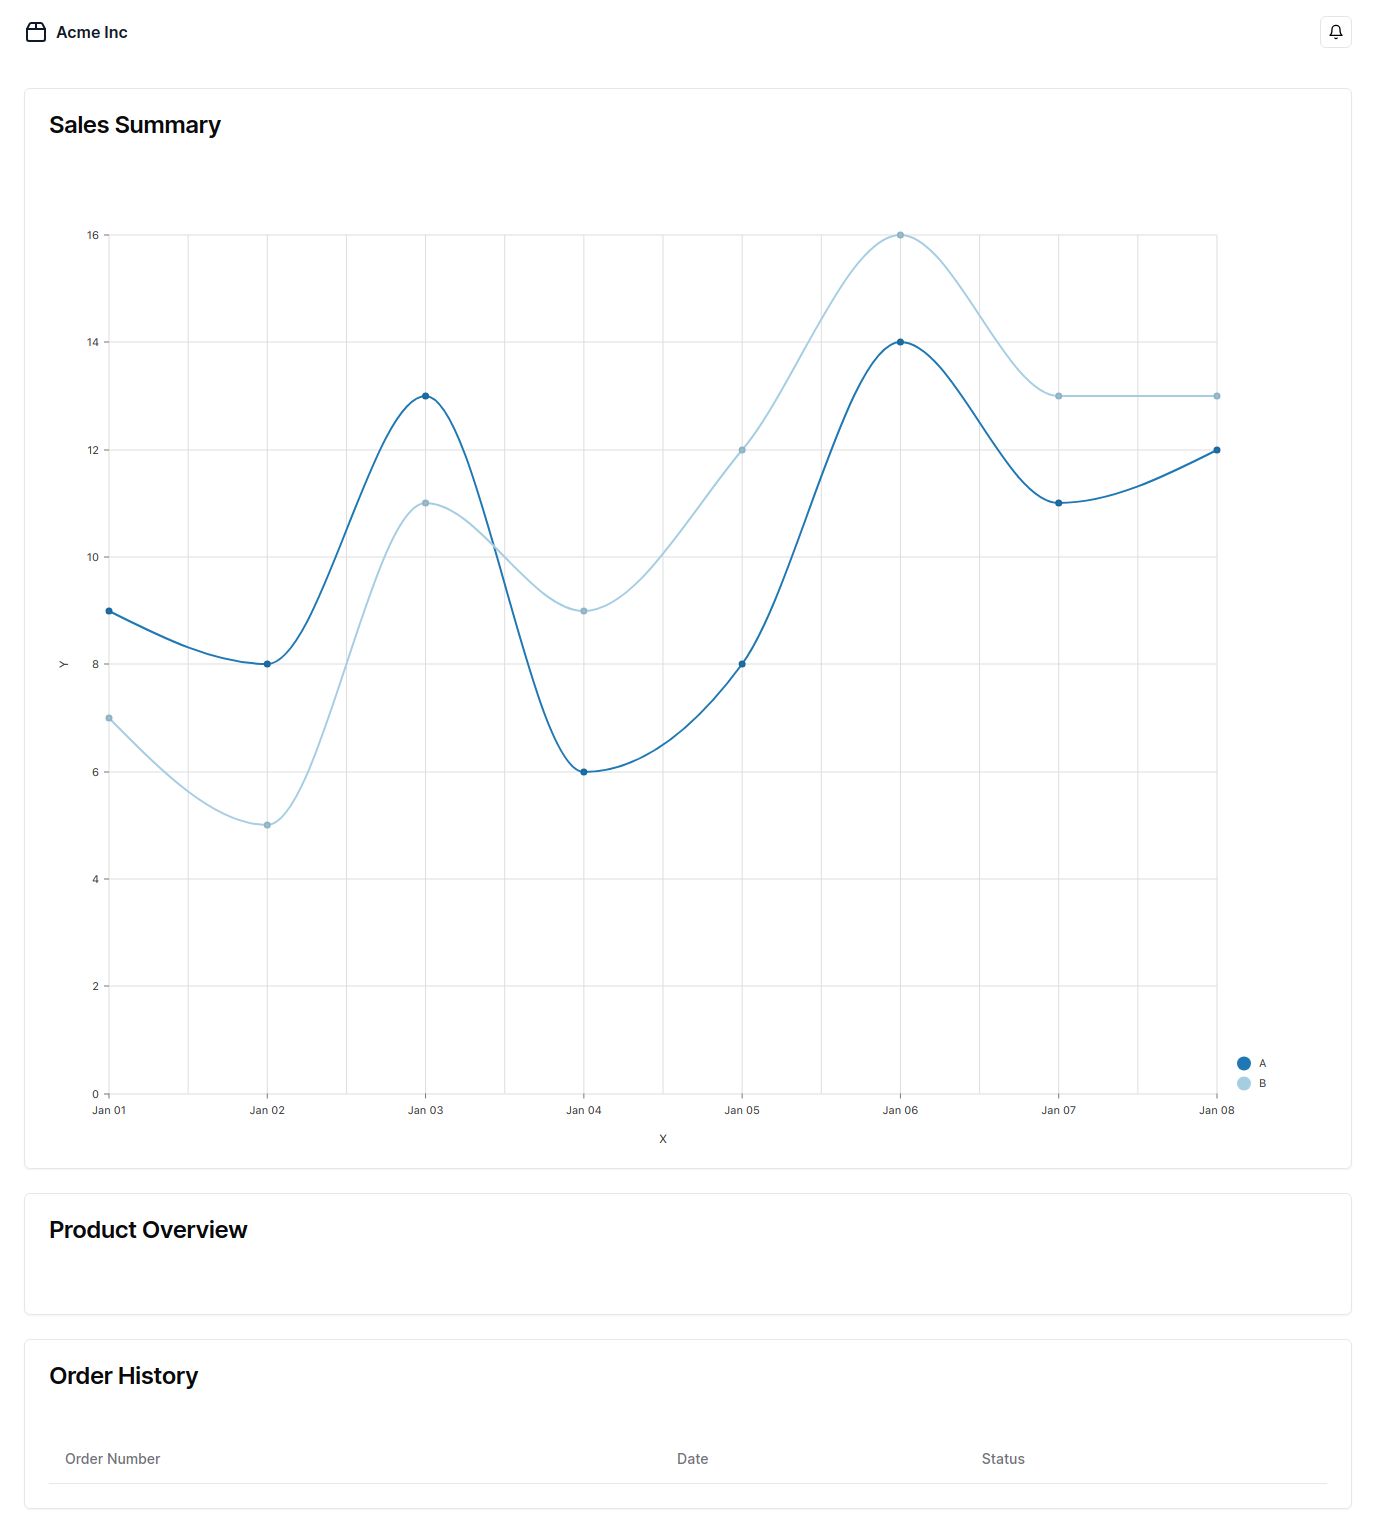 Acme Inc
Sales Summary
16
14
12
10
8
6
4
2
0
Y
Jan 01 Jan 02 Jan 03 Jan 04 Jan 05 Jan 06 Jan 07 Jan 08
X
A
B
Product Overview
Order History
Order Number Date Status